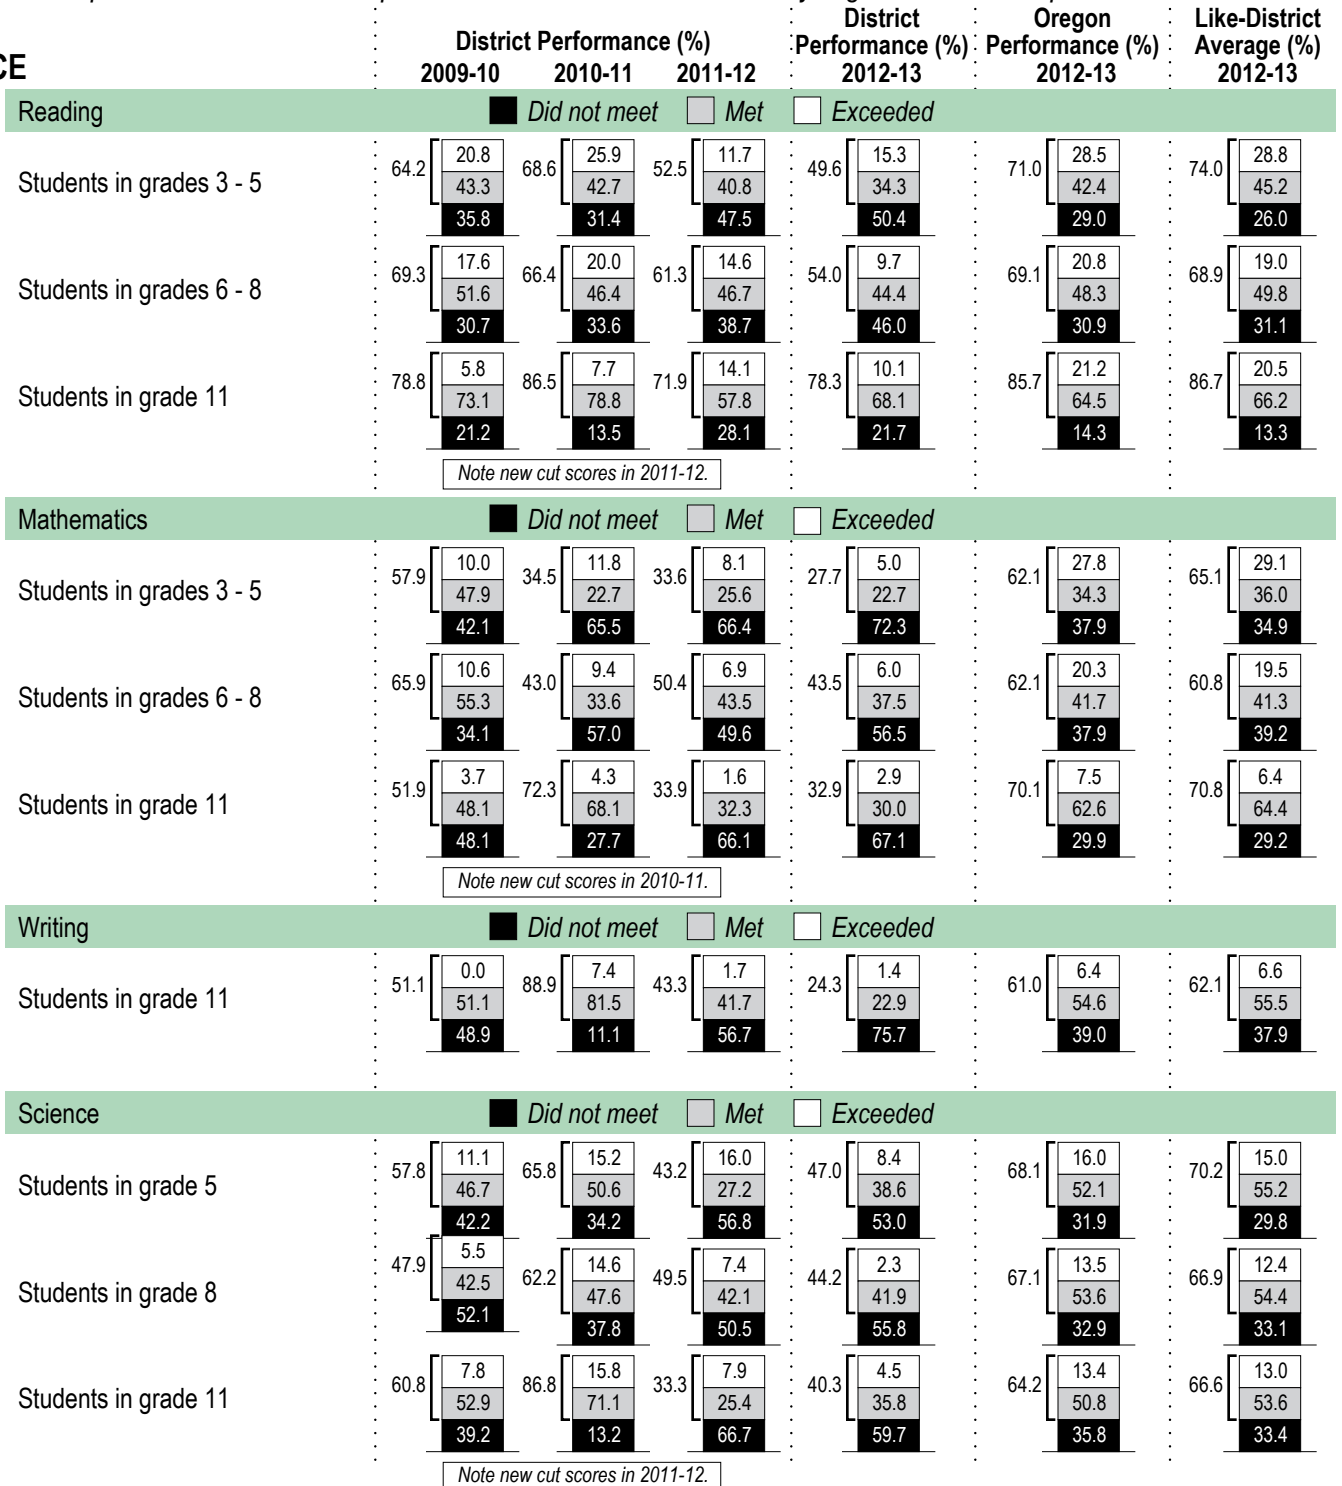 District Performance (%)
District Performance (%)
Oregon Performance (%)
Like-District Average (%)
CE 2009-10 2010-11 2011-12 2012-13 2012-13 2012-13
Reading Did not meet Met Exceeded
Students in grades 3 - 5
64.2 20.8 68.6 25.9 52.5 11.7 49.6 15.3 71.0 28.5 74.0 28.8
43.3 42.7 40.8 34.3 42.4 45.2
35.8 31.4 47.5 50.4 29.0 26.0
Students in grades 6 - 8
69.3 17.6 66.4 20.0 61.3 14.6 54.0 9.7 69.1 20.8 68.9 19.0
51.6 46.4 46.7 44.4 48.3 49.8
30.7 33.6 38.7 46.0 30.9 31.1
Students in grade 11
78.8 5.8 86.5 7.7 71.9 14.1 78.3 10.1 85.7 21.2 86.7 20.5
73.1 78.8 57.8 68.1 64.5 66.2
21.2 13.5 28.1 21.7 14.3 13.3
Note new cut scores in 2011-12.
Mathematics Did not meet Met Exceeded
Students in grades 3 - 5
57.9 10.0 34.5 11.8 33.6 8.1 27.7 5.0 62.1 27.8 65.1 29.1
47.9 22.7 25.6 22.7 34.3 36.0
42.1 65.5 66.4 72.3 37.9 34.9
Students in grades 6 - 8
65.9 10.6 43.0 9.4 50.4 6.9 43.5 6.0 62.1 20.3 60.8 19.5
55.3 33.6 43.5 37.5 41.7 41.3
34.1 57.0 49.6 56.5 37.9 39.2
Students in grade 11
51.9 3.7 72.3 4.3 33.9 1.6 32.9 2.9 70.1 7.5 70.8 6.4
48.1 68.1 32.3 30.0 62.6 64.4
48.1 27.7 66.1 67.1 29.9 29.2
Note new cut scores in 2010-11.
Writing Did not meet Met Exceeded
Students in grade 11
51.1 0.0 88.9 7.4 43.3 1.7 24.3 1.4 61.0 6.4 62.1 6.6
51.1 81.5 41.7 22.9 54.6 55.5
48.9 11.1 56.7 75.7 39.0 37.9
Science Did not meet Met Exceeded
Students in grade 5
57.8 11.1 65.8 15.2 43.2 16.0 47.0 8.4 68.1 16.0 70.2 15.0
46.7 50.6 27.2 38.6 52.1 55.2
42.2 34.2 56.8 53.0 31.9 29.8
Students in grade 8
47.9 5.5 62.2 14.6 49.5 7.4 44.2 2.3 67.1 13.5 66.9 12.4
42.5 47.6 42.1 41.9 53.6 54.4
52.1 37.8 50.5 55.8 32.9 33.1
Students in grade 11
60.8 7.8 86.8 15.8 33.3 7.9 40.3 4.5 64.2 13.4 66.6 13.0
52.9 71.1 25.4 35.8 50.8 53.6
39.2 13.2 66.7 59.7 35.8 33.4
Note new cut scores in 2011-12.